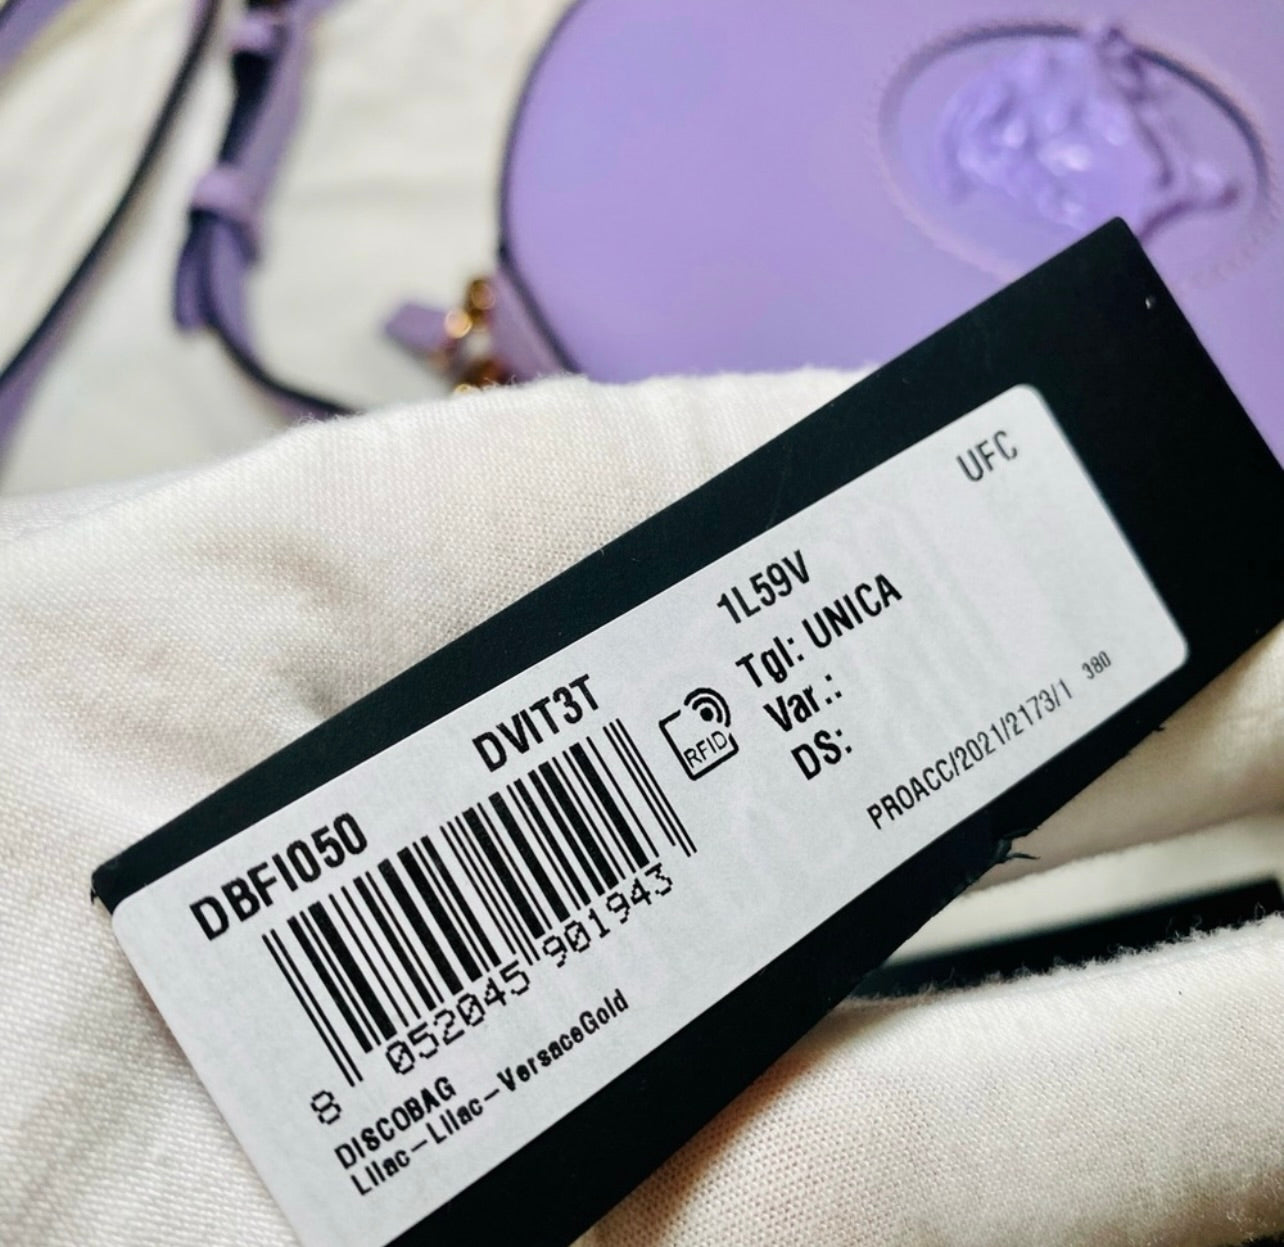 UFC
DBFI050 DVIT3T 1L59V
Tgl: UNICA
Var.:
DS:
RFID
8 052045 901943
PROACC/2021/2173/1 380
DISCOBAG
Lilac-Lilac-VersaceGold